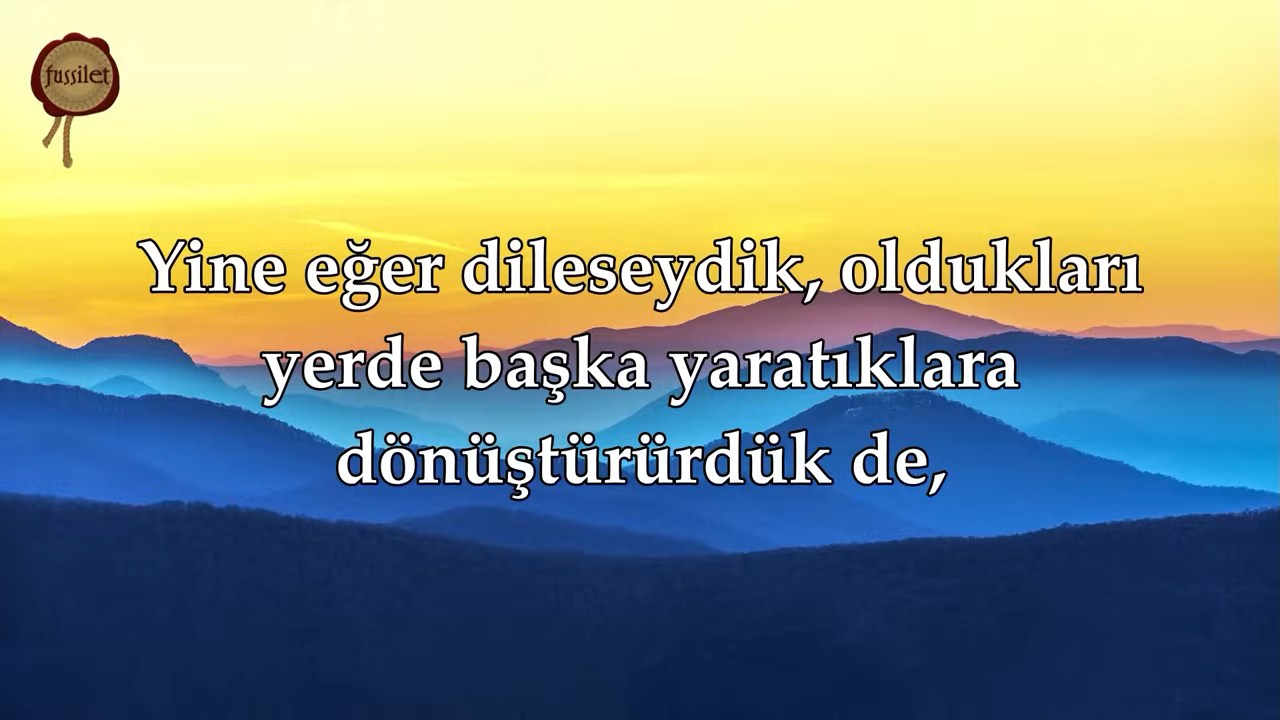 fussilet
Yine eğer dileseydik, oldukları
yerde başka yaratıklara
dönüştürürdük de,